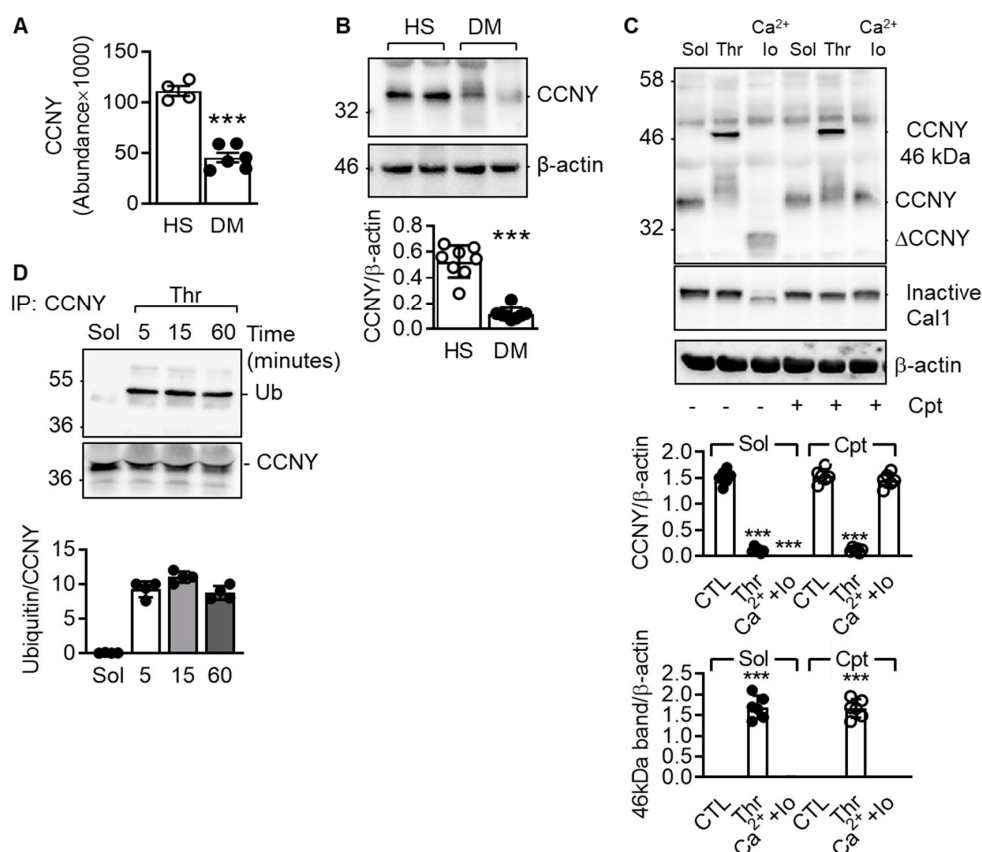 A
CCNY
(Abundance×1000)
150
100
50
0
***
HS
DM
B
HS
DM
32
CCNY
46
β-actin
CCNY/β-actin
0.8
0.6
0.4
0.2
0.0
***
HS
DM
C
Ca2+
Ca2+
Sol Thr Io Sol Thr Io
58
46
32
CCNY
46 kDa
CCNY
ΔCCNY
Inactive
Cal1
β-actin
- - - + + + Cpt
Sol
Cpt
CCNY/β-actin
2.0
1.5
1.0
0.5
0.0
***
***
***
CTL
Thr
Ca2+ +Io
CTL
Thr
Ca2+ +Io
Sol
Cpt
46kDa band/β-actin
2.5
2.0
1.5
1.0
0.5
0.0
***
***
CTL
Thr
Ca2+ +Io
CTL
Thr
Ca2+ +Io
D
IP: CCNY
Thr
Sol 5 15 60 Time
(minutes)
55
36
Ub
36
- CCNY
Ubiquitin/CCNY
15
10
5
0
Sol 5 15 60